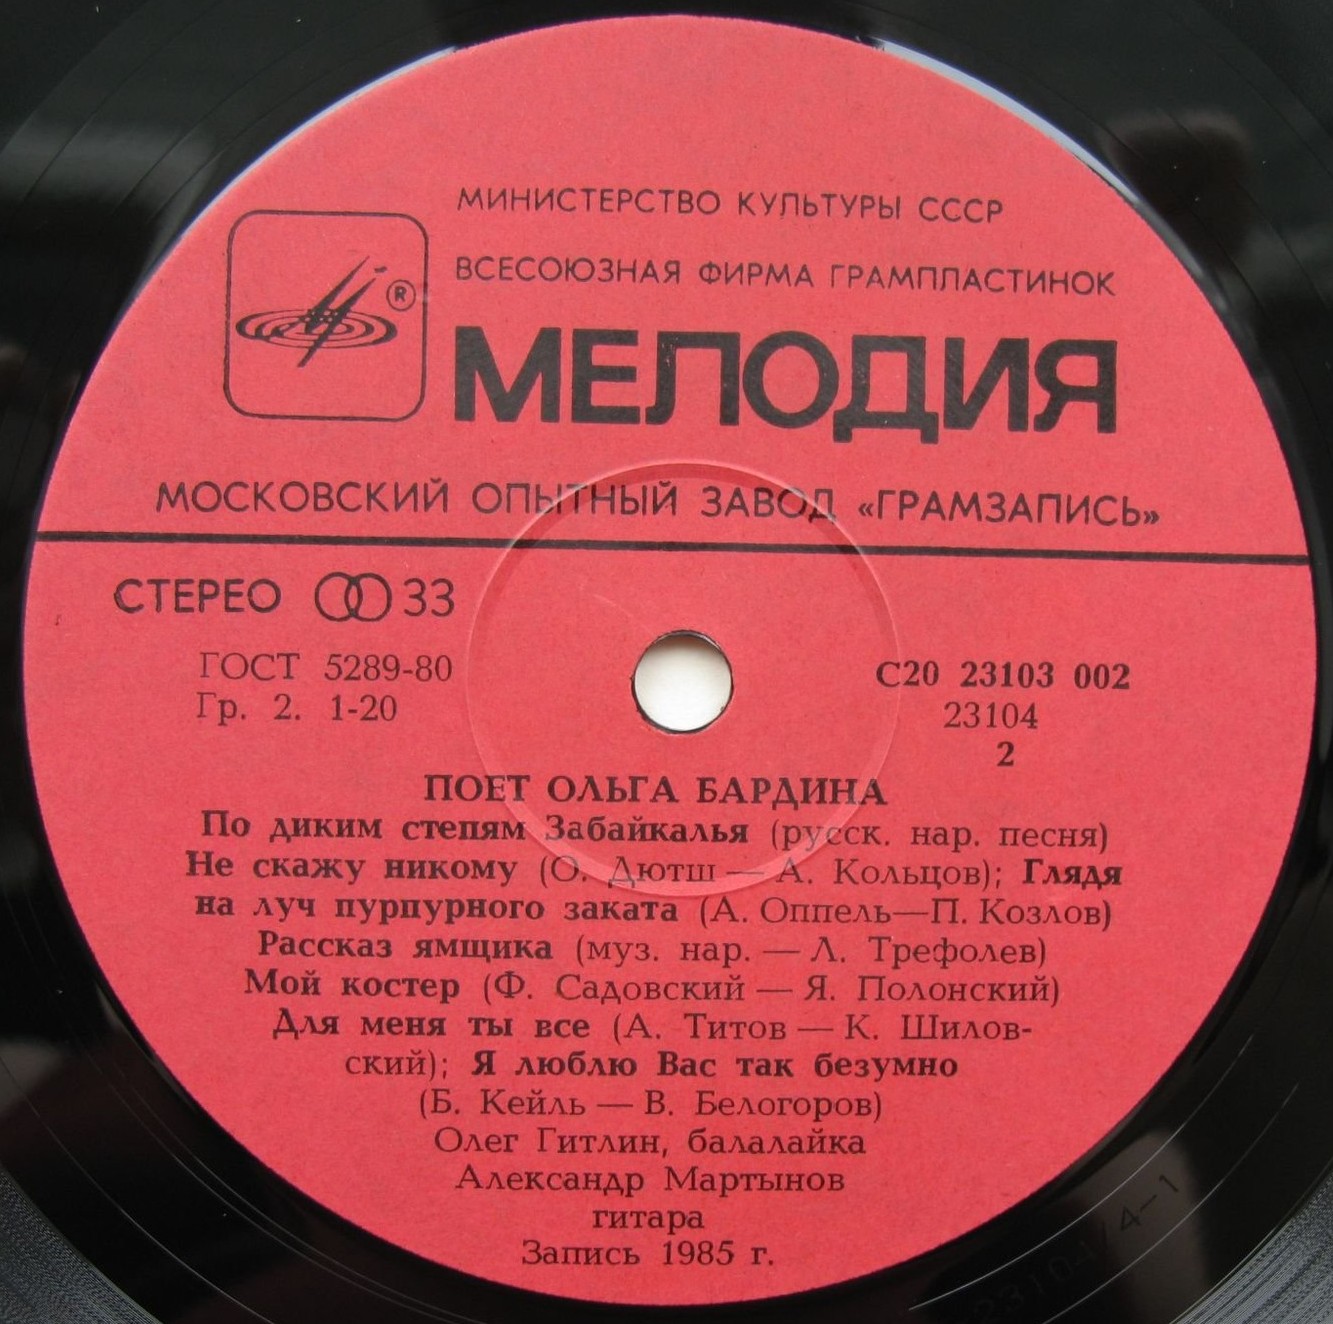 МИНИСТЕРСТВО КУЛЬТУРЫ СССР
ВСЕСОЮЗНАЯ ФИРМА ГРАМПЛАСТИНОК
®
МЕЛОДИЯ
МОСКОВСКИЙ ОПЫТНЫЙ ЗАВОД «ГРАМЗАПИСЬ»
СТЕРЕО 33
ГОСТ 5289-80
Гр. 2. 1-20
С20 23103 002
23104
2
ПОЕТ ОЛЬГА БАРДИНА
По диким степям Забайкалья (русск. нар. песня)
Не скажу никому (О. Дютш — А. Кольцов); Глядя
на луч пурпурного заката (А. Оппель—П. Козлов)
Рассказ ямщика (муз. нар. — Л. Трефолев)
Мой костер (Ф. Садовский — Я. Полонский)
Для меня ты все (А. Титов — К. Шилов-
ский); Я люблю Вас так безумно
(Б. Кейль — В. Белогоров)
Олег Гитлин, балалайка
Александр Мартынов
гитара
Запись 1985 г.
23104/4-1